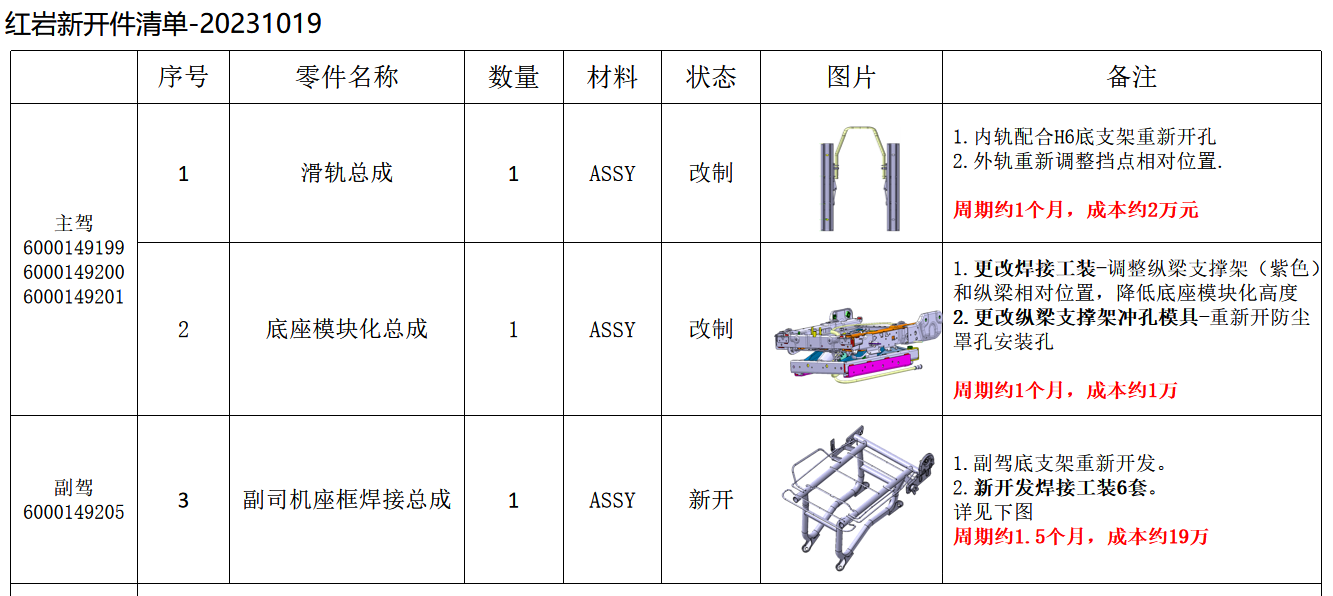 红岩新开件清单-20231019
序号 零件名称 数量 材料 状态 图片 备注
主驾
6000149199
6000149200
6000149201
1 滑轨总成 1 ASSY 改制
1.内轨配合H6底支架重新开孔
2.外轨重新调整挡点相对位置.
周期约1个月，成本约2万元
2 底座模块化总成 1 ASSY 改制
1.更改焊接工装-调整纵梁支撑架（紫色）
和纵梁相对位置，降低底座模块化高度
2.更改纵梁支撑架冲孔模具-重新开防尘
罩孔安装孔
周期约1个月，成本约1万
副驾
6000149205
3 副司机座框焊接总成 1 ASSY 新开
1.副驾底支架重新开发。
2.新开发焊接工装6套。
详见下图
周期约1.5个月，成本约19万